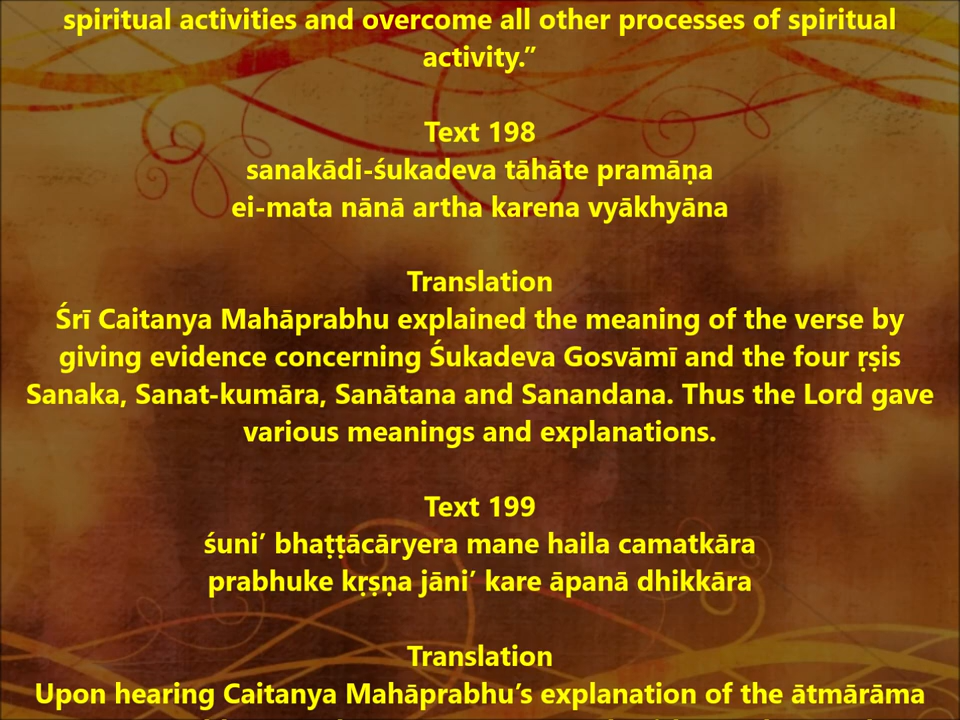 spiritual activities and overcome all other processes of spiritual
activity.”
Text 198
sanakādi-śukadeva tāhāte pramāṇa
ei-mata nānā artha karena vyākhyāna
Translation
Śrī Caitanya Mahāprabhu explained the meaning of the verse by
giving evidence concerning Śukadeva Gosvāmī and the four ṛṣis
Sanaka, Sanat-kumāra, Sanātana and Sanandana. Thus the Lord gave
various meanings and explanations.
Text 199
śuni’ bhaṭṭācāryera mane haila camatkāra
prabhuke kṛṣṇa jāni’ kare āpanā dhikkāra
Translation
Upon hearing Caitanya Mahāprabhu’s explanation of the ātmārāma